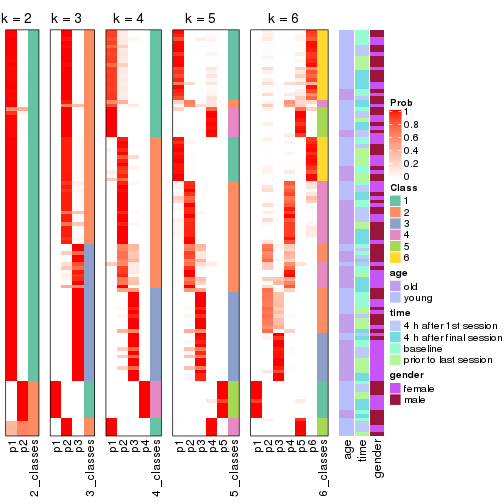 k = 2 k = 3 k = 4 k = 5 k = 6
Prob
1
0.8
0.6
0.4
0.2
0
Class
1
2
3
4
5
6
age
old
young
time
4 h after 1st session
4 h after final session
baseline
prior to last session
gender
female
male
p1 p2 2_classes p1 p2 p3 3_classes p1 p2 p3 p4 4_classes p1 p2 p3 p4 p5 5_classes p1 p2 p3 p4 p5 p6 6_classes age time gender